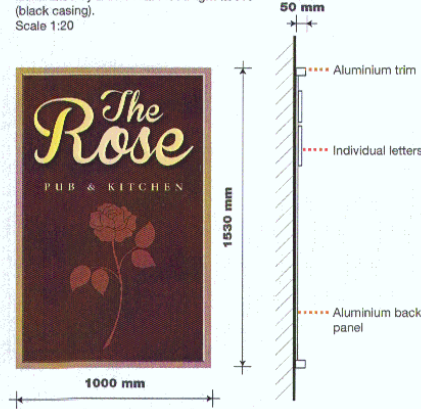 (black casing).
Scale 1:20
50 mm
Aluminium trim
The
Rose
PUB & KITCHEN
Individual letters
1530 mm
Aluminium back
panel
1000 mm